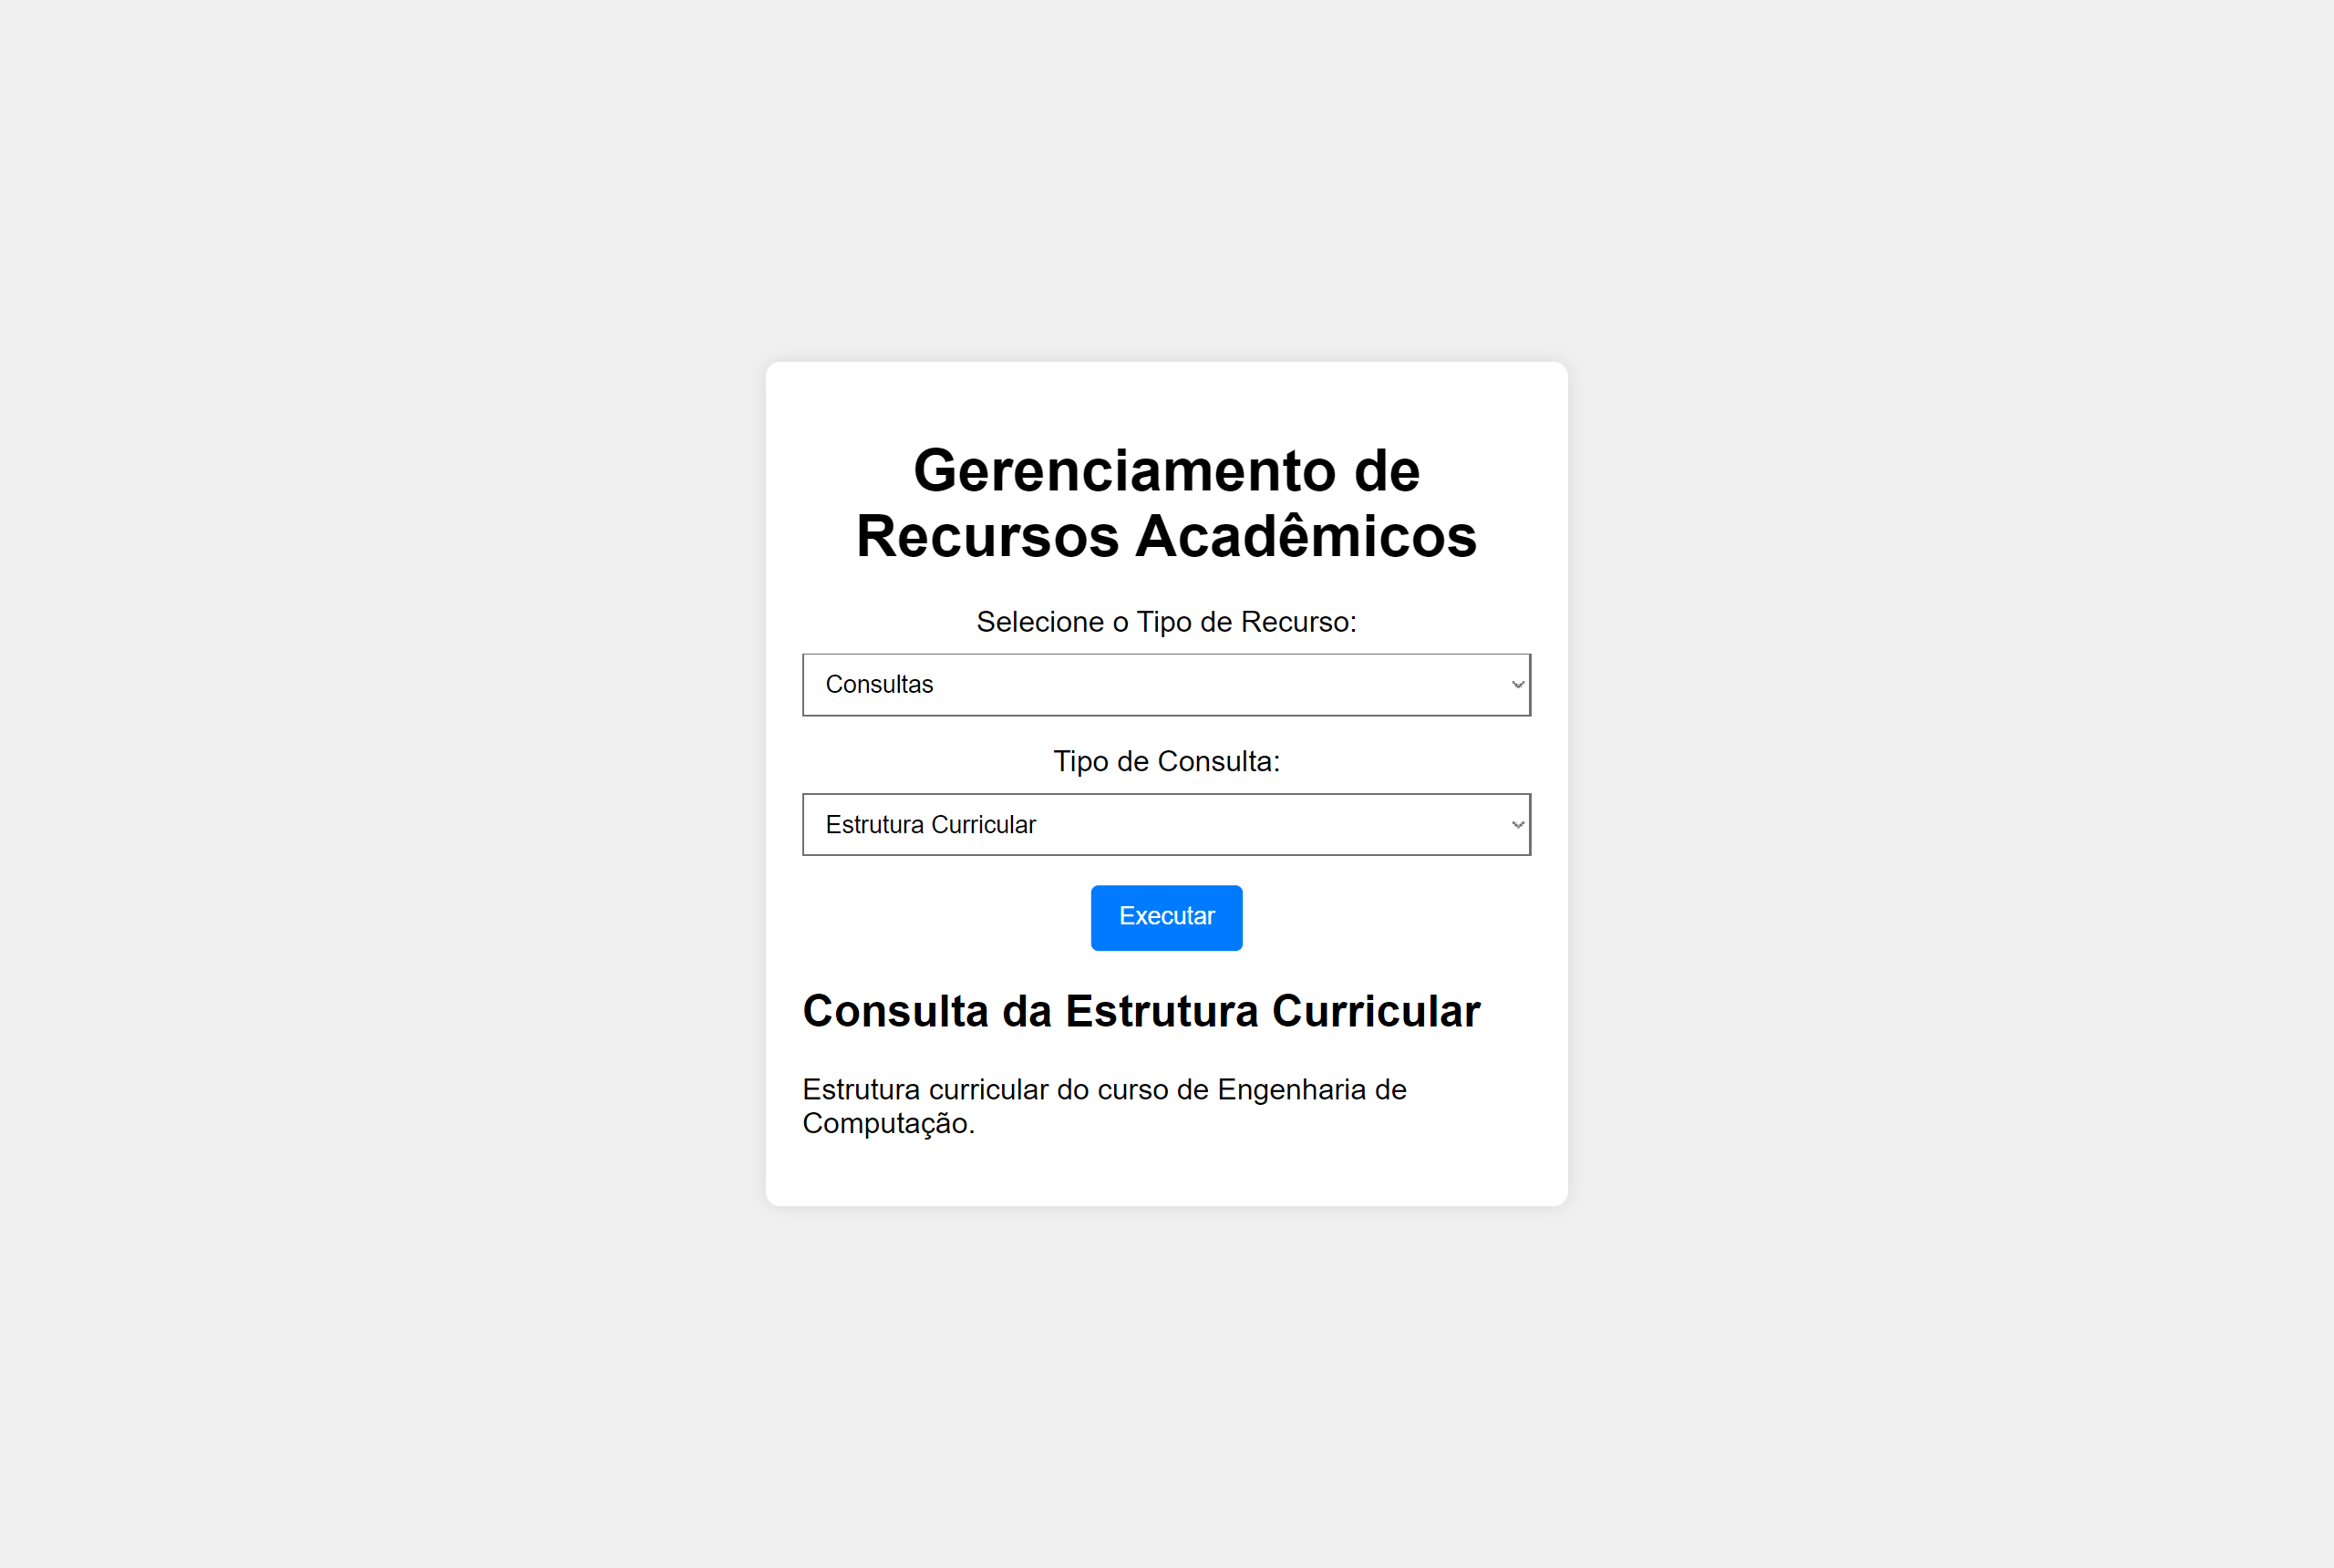 Gerenciamento de
Recursos Acadêmicos
Selecione o Tipo de Recurso:
Consultas
Tipo de Consulta:
Estrutura Curricular
Executar
Consulta da Estrutura Curricular
Estrutura curricular do curso de Engenharia de
Computação.